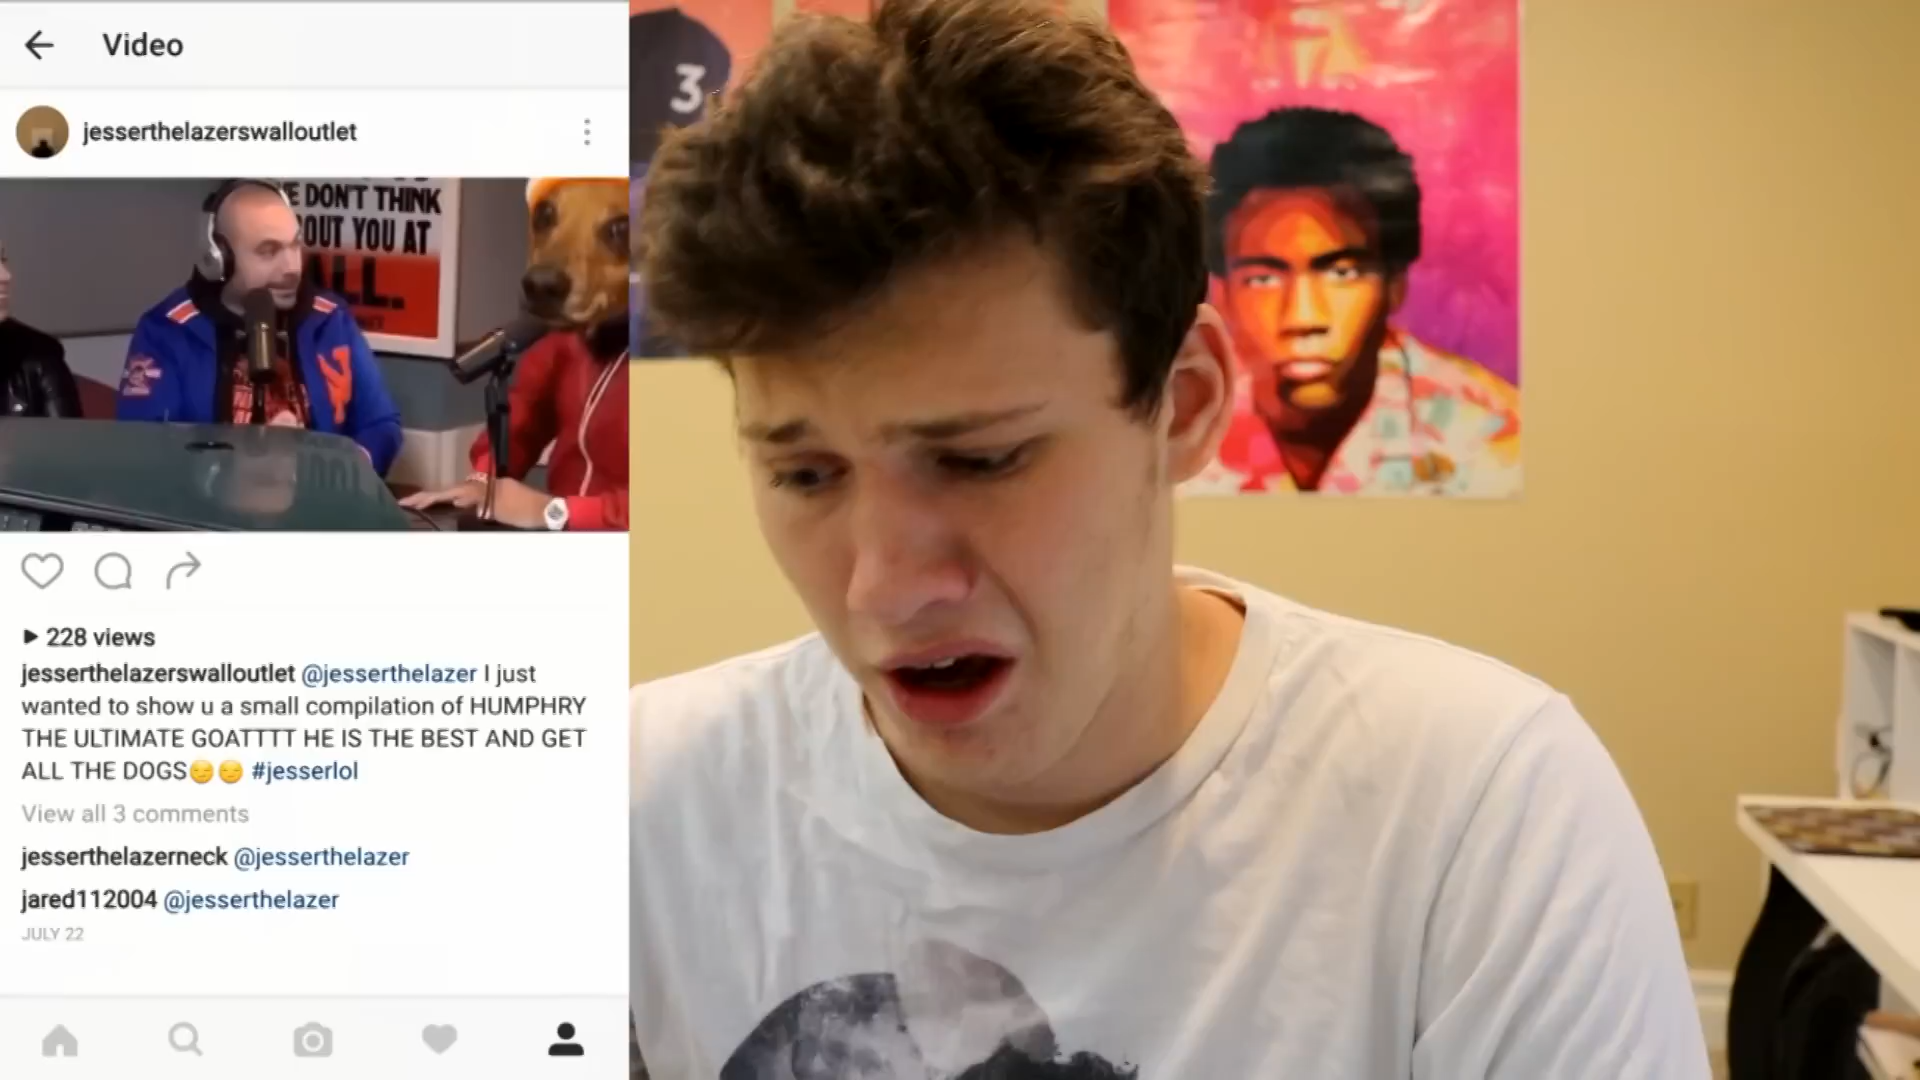 Video
jesserthelazerswalloutlet
E DON'T THINK
OUT YOU AT
ALL.
228 views
jesserthelazerswalloutlet @jesserthelazer I just
wanted to show u a small compilation of HUMPHRY
THE ULTIMATE GOATTTT HE IS THE BEST AND GET
ALL THE DOGS😏😏 #jesserlol
View all 3 comments
jesserthelazerneck @jesserthelazer
jared112004 @jesserthelazer
JULY 22
3